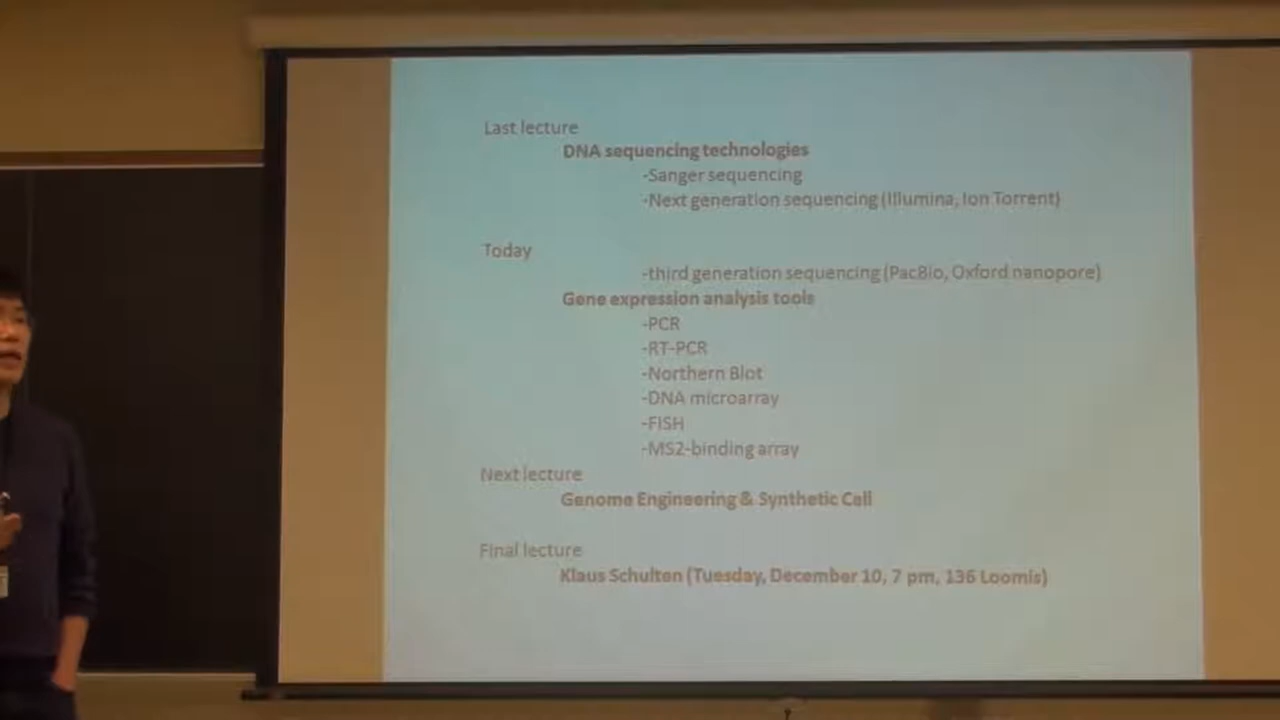 Last lecture
DNA sequencing technologies
-Sanger sequencing
-Next generation sequencing (Illumina, Ion Torrent)
Today
-third generation sequencing (PacBio, Oxford nanopore)
Gene expression analysis tools
-PCR
-RT-PCR
-Northern Blot
-DNA microarray
-FISH
-MS2-binding array
Next lecture
Genome Engineering & Synthetic Cell
Final lecture
Klaus Schulten (Tuesday, December 10, 7 pm, 136 Loomis)